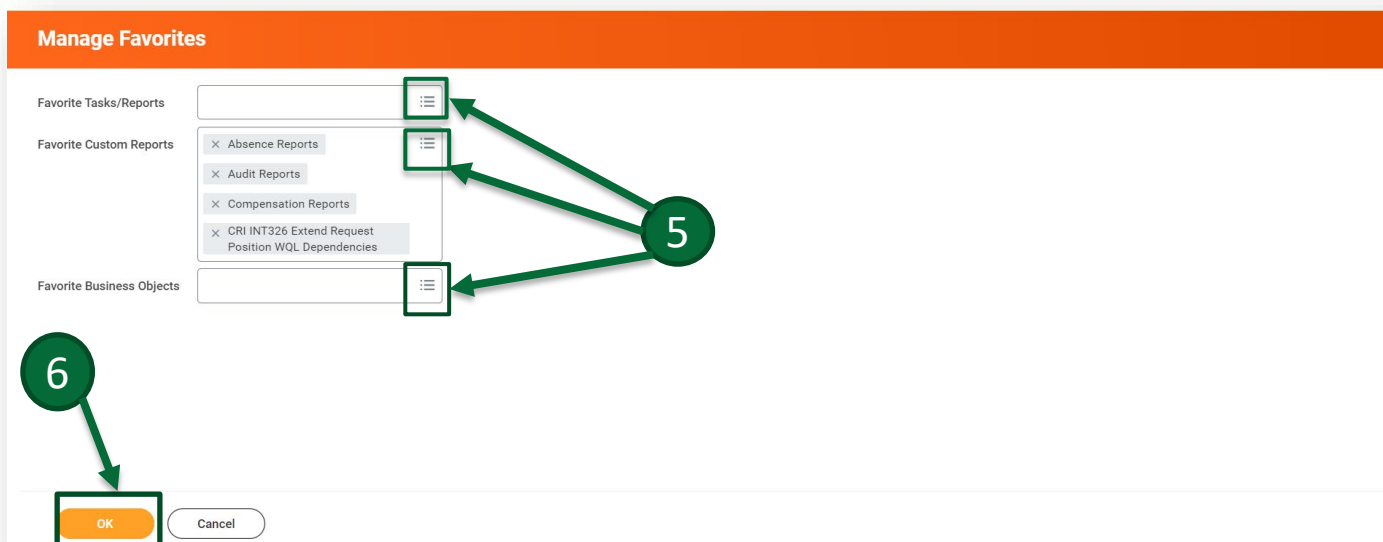 Manage Favorites
Favorite Tasks/Reports
Favorite Custom Reports
× Absence Reports
× Audit Reports
× Compensation Reports
× CRI INT326 Extend Request
Position WQL Dependencies
5
Favorite Business Objects
6
OK
Cancel